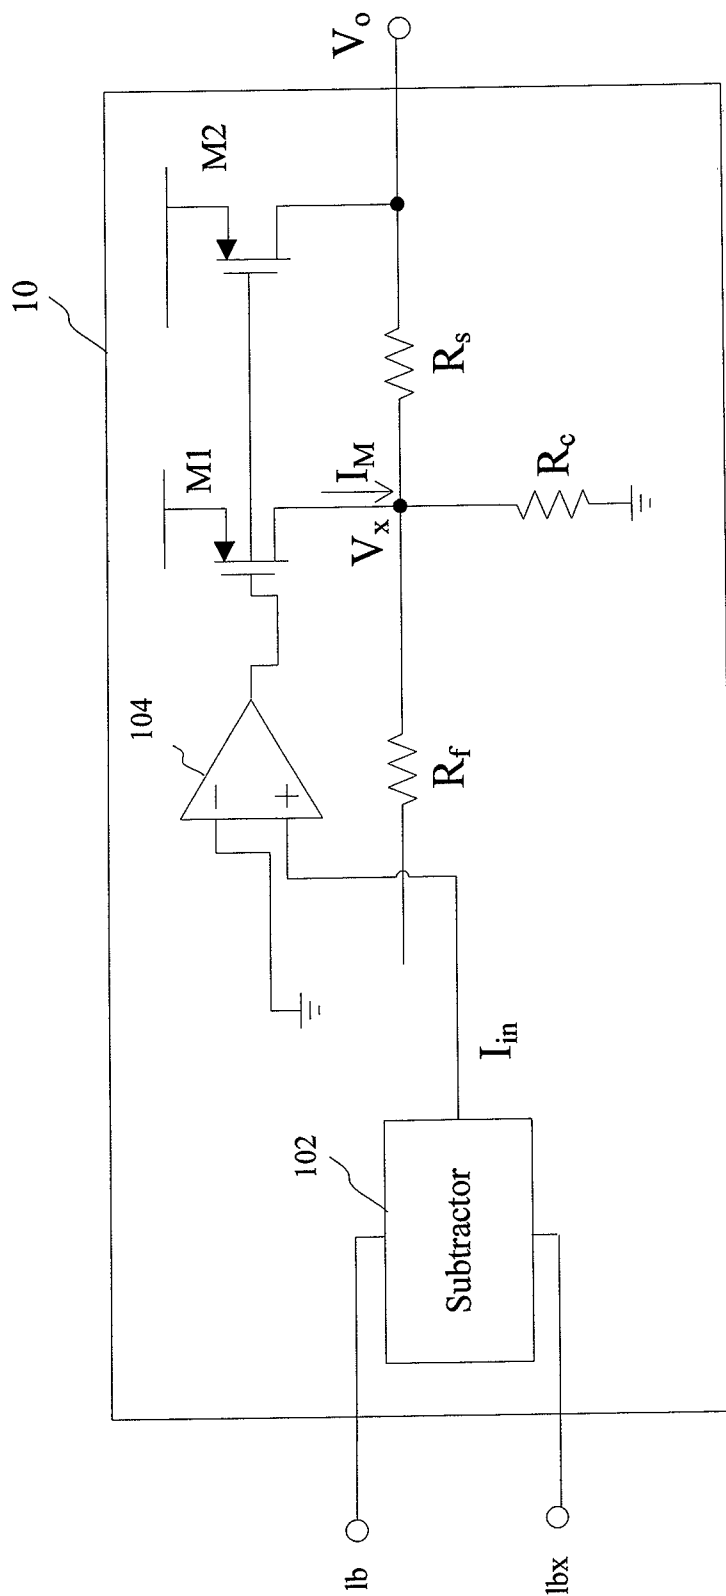 10
M1
M2
104
−
+
V_x
I_M
V_o
R_f
R_s
R_c
102
Subtractor
I_in
Ib
Ibx